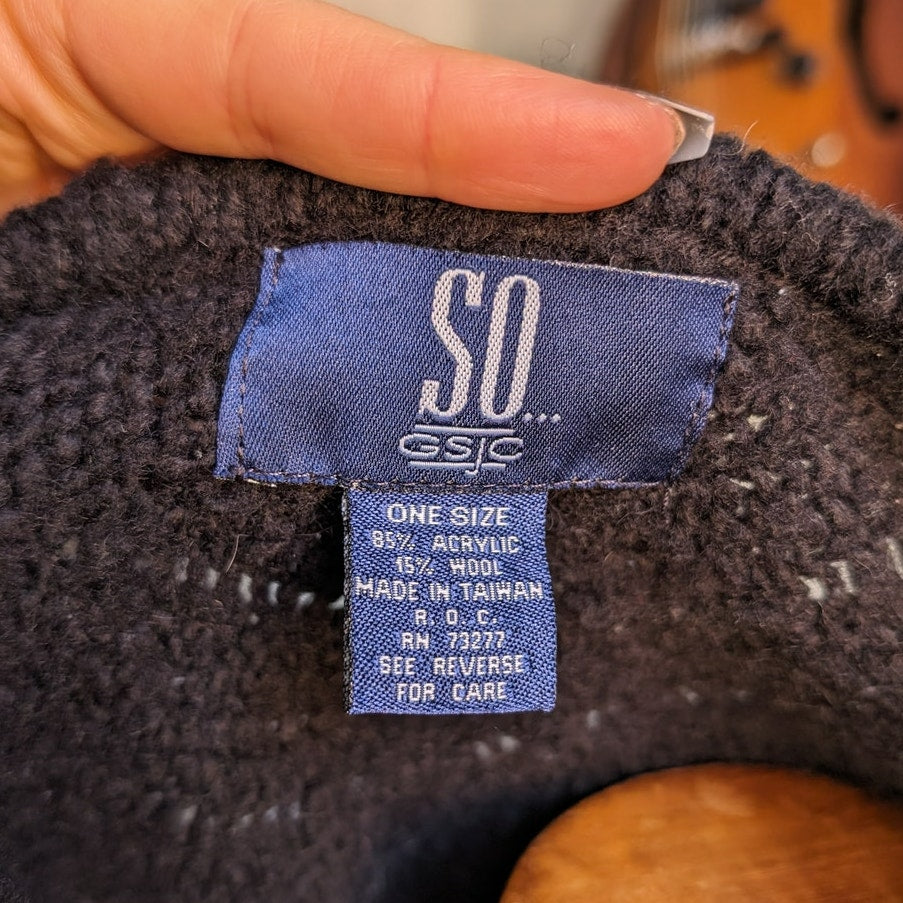 SO...
GSJC
ONE SIZE
85% ACRYLIC
15% WOOL
MADE IN TAIWAN
R. O. C.
RN 73277
SEE REVERSE
FOR CARE